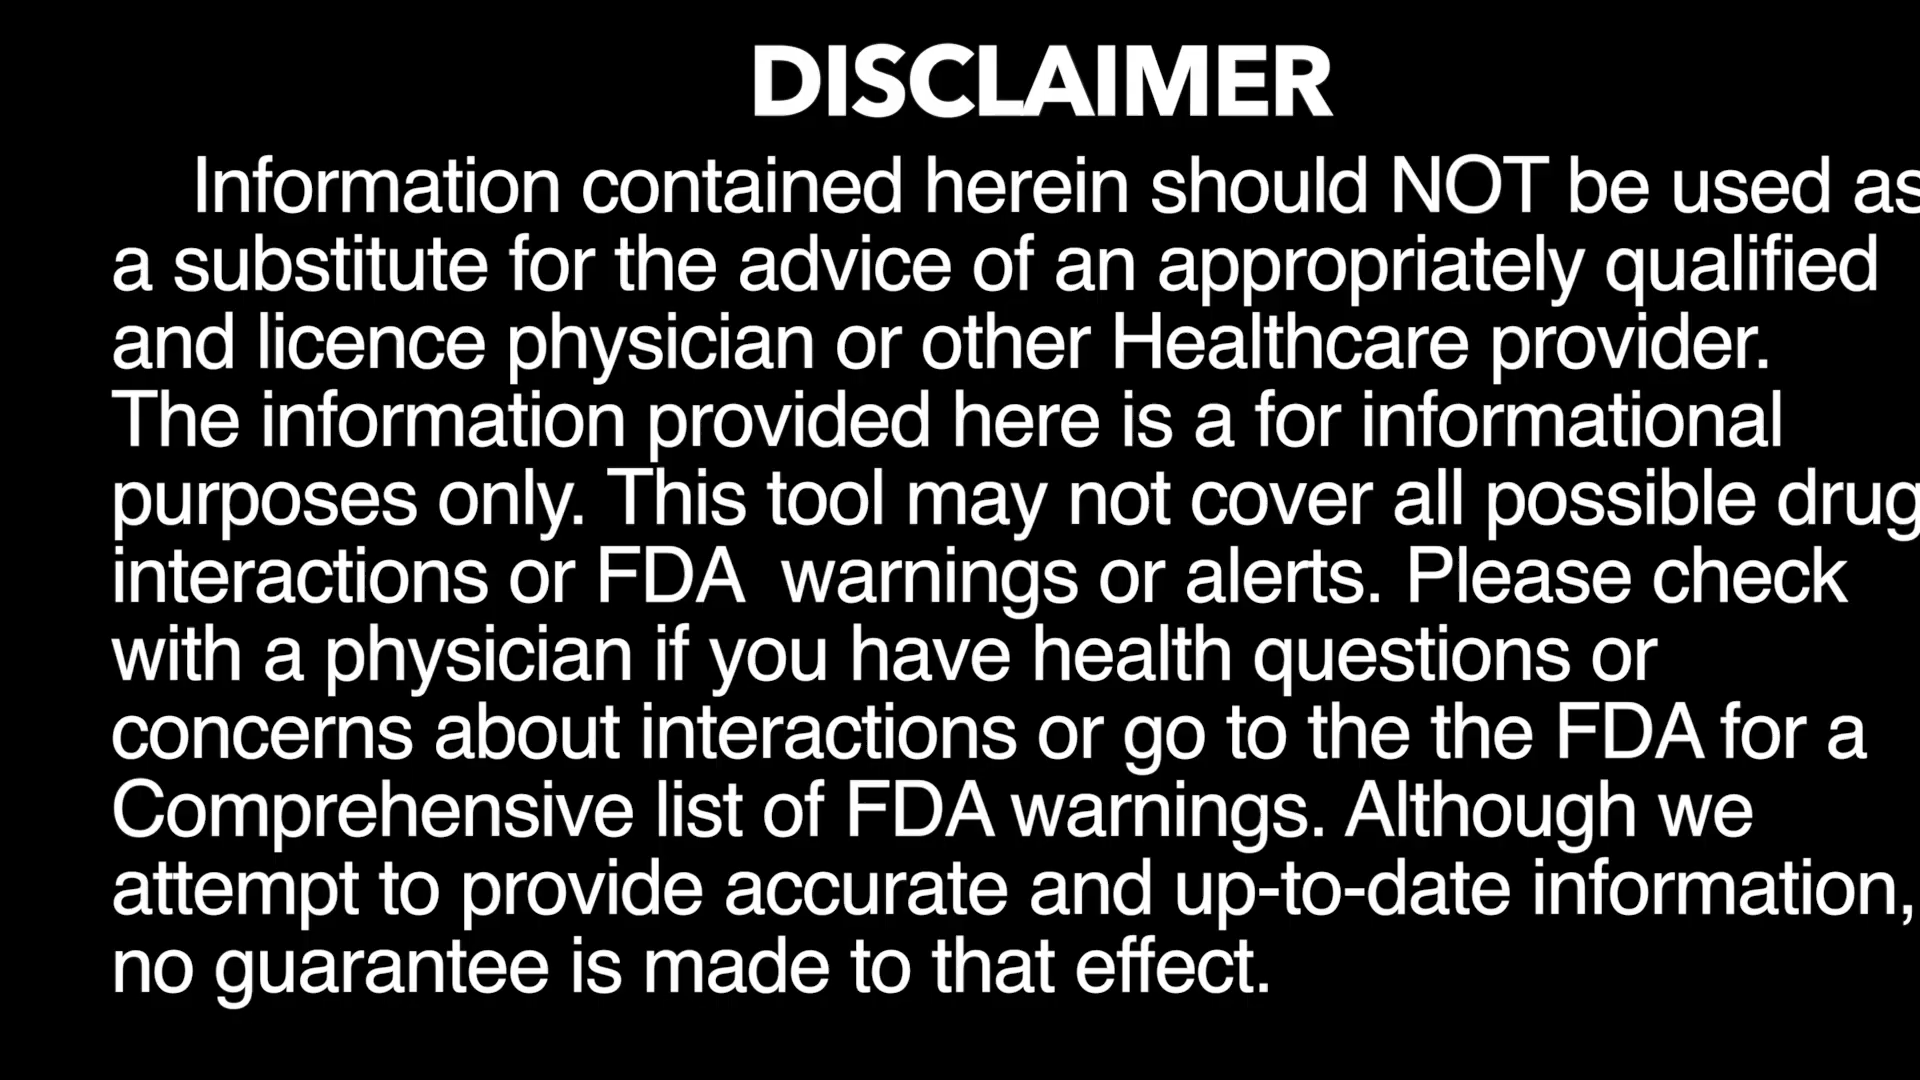 DISCLAIMER
Information contained herein should NOT be used as
a substitute for the advice of an appropriately qualified
and licence physician or other Healthcare provider.
The information provided here is a for informational
purposes only. This tool may not cover all possible drug
interactions or FDA  warnings or alerts. Please check
with a physician if you have health questions or
concerns about interactions or go to the the FDA for a
Comprehensive list of FDA warnings. Although we
attempt to provide accurate and up-to-date information,
no guarantee is made to that effect.